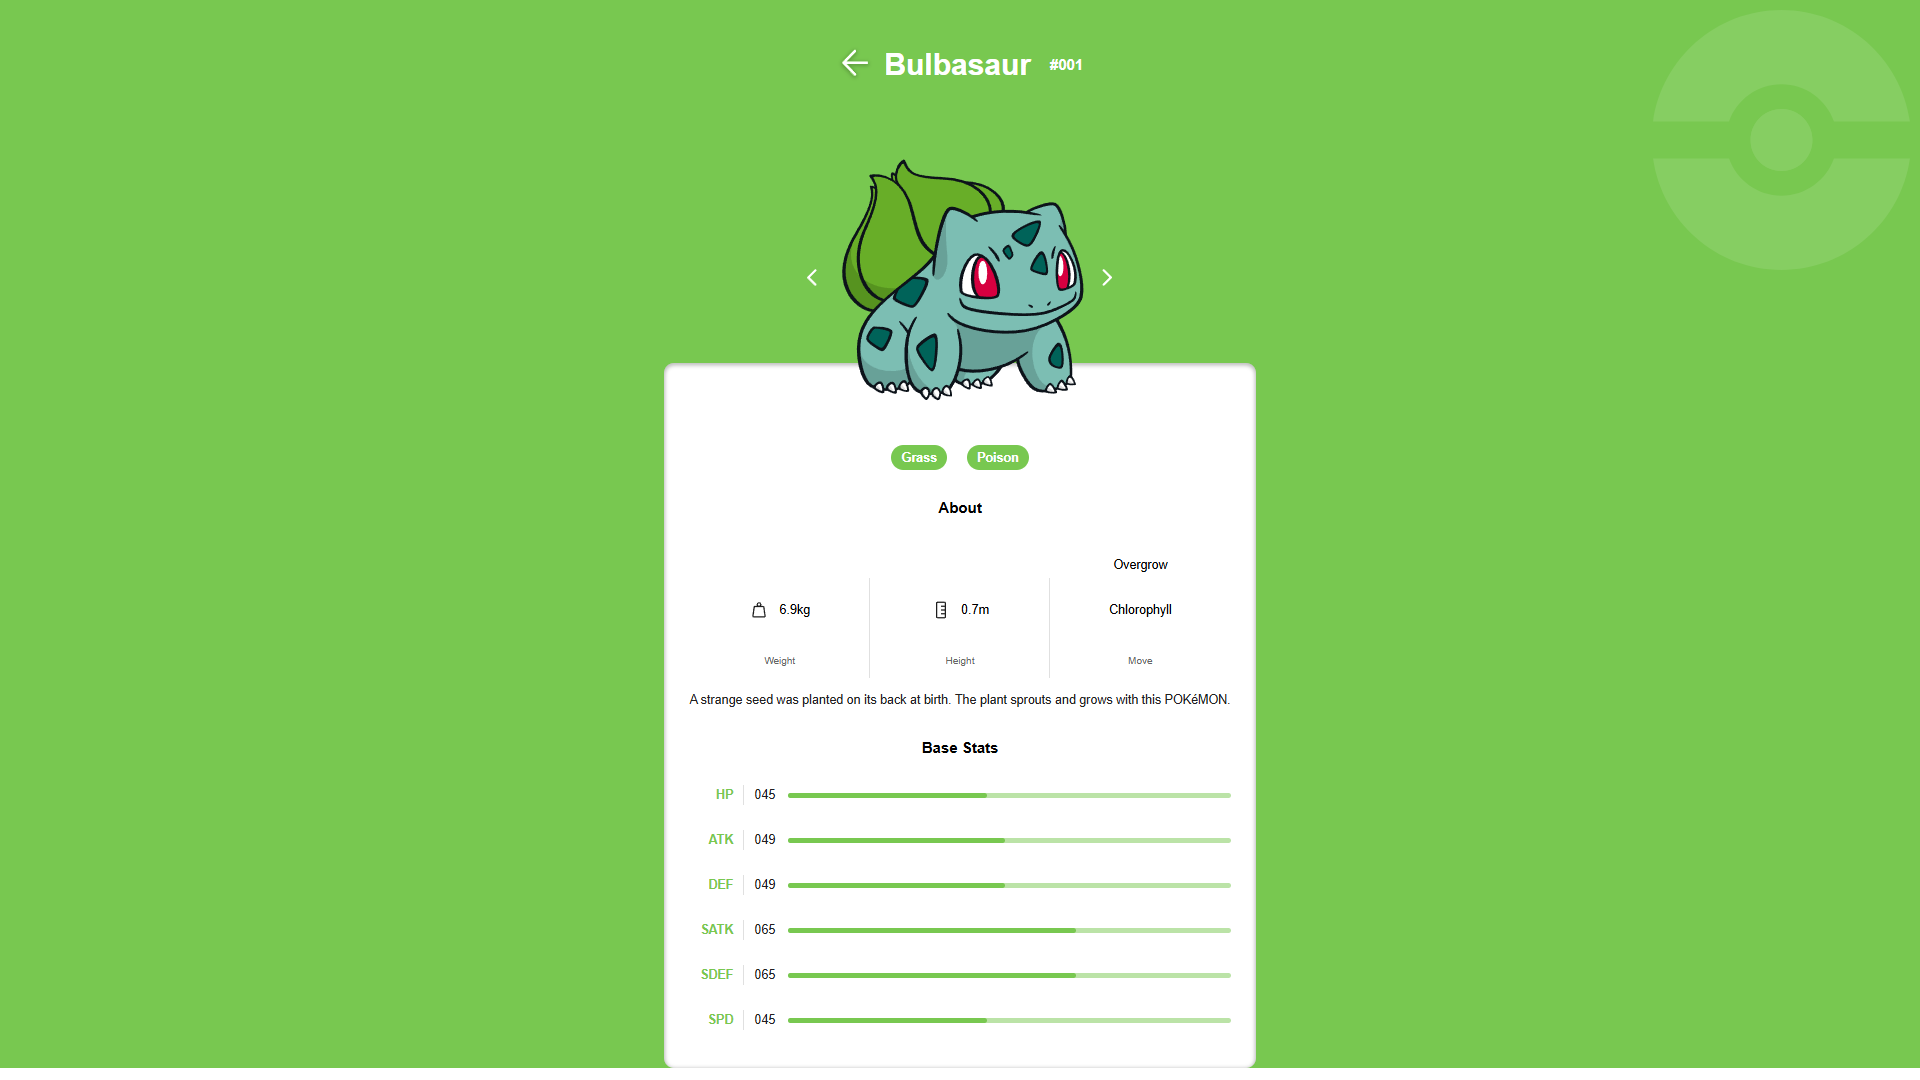 Bulbasaur #001
Grass Poison
About
6.9kg
Weight
0.7m
Height
Overgrow
Chlorophyll
Move
A strange seed was planted on its back at birth. The plant sprouts and grows with this POKéMON.
Base Stats
HP 045
ATK 049
DEF 049
SATK 065
SDEF 065
SPD 045